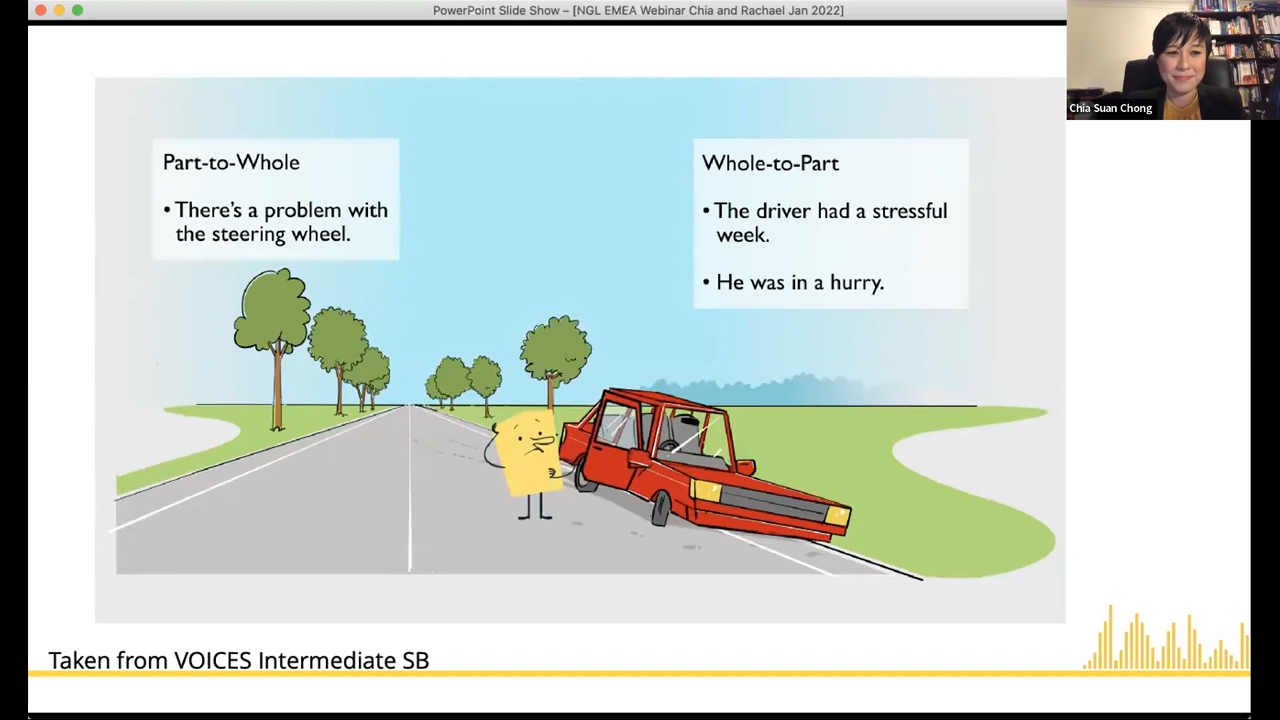 PowerPoint Slide Show – [NGL EMEA Webinar Chia and Rachael Jan 2022]
Chia Suan Chong
Part-to-Whole
• There's a problem with
the steering wheel.
Whole-to-Part
• The driver had a stressful
week.
• He was in a hurry.
Taken from VOICES Intermediate SB